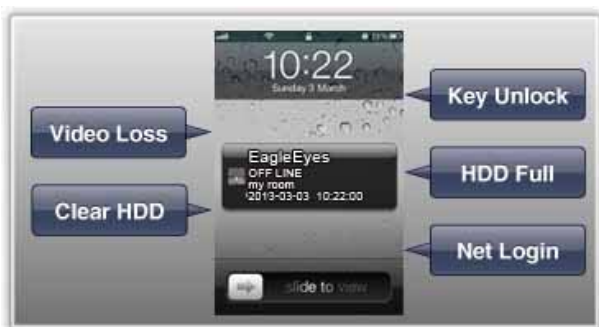 10:22
Sunday 3 March
Video Loss
Clear HDD
EagleEyes
OFF LINE
my room
2013-03-03 10:22:00
slide to view
Key Unlock
HDD Full
Net Login